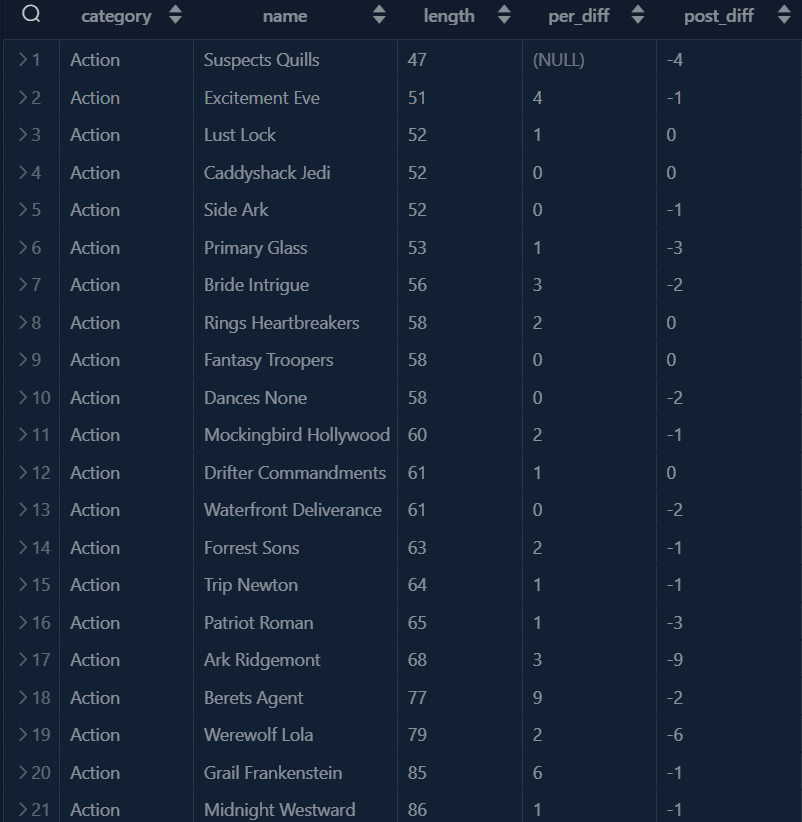 category name length per_diff post_diff
1 Action Suspects Quills 47 (NULL) -4
2 Action Excitement Eve 51 4 -1
3 Action Lust Lock 52 1 0
4 Action Caddyshack Jedi 52 0 0
5 Action Side Ark 52 0 -1
6 Action Primary Glass 53 1 -3
7 Action Bride Intrigue 56 3 -2
8 Action Rings Heartbreakers 58 2 0
9 Action Fantasy Troopers 58 0 0
10 Action Dances None 58 0 -2
11 Action Mockingbird Hollywood 60 2 -1
12 Action Drifter Commandments 61 1 0
13 Action Waterfront Deliverance 61 0 -2
14 Action Forrest Sons 63 2 -1
15 Action Trip Newton 64 1 -1
16 Action Patriot Roman 65 1 -3
17 Action Ark Ridgemont 68 3 -9
18 Action Berets Agent 77 9 -2
19 Action Werewolf Lola 79 2 -6
20 Action Grail Frankenstein 85 6 -1
21 Action Midnight Westward 86 1 -1